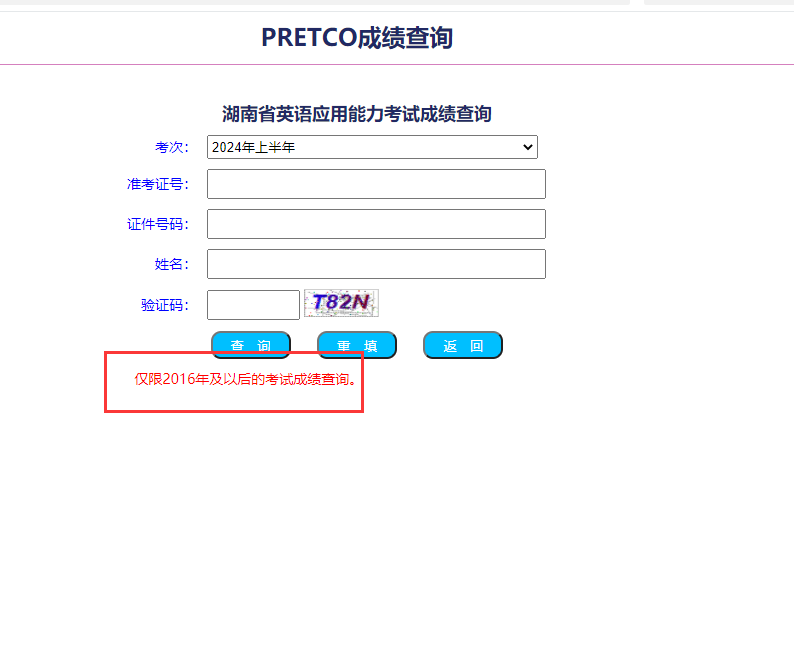 PRETCO成绩查询
湖南省英语应用能力考试成绩查询
考次： 2024年上半年
准考证号：
证件号码：
姓名：
验证码： T82N
查 询 重 填 返 回
仅限2016年及以后的考试成绩查询。